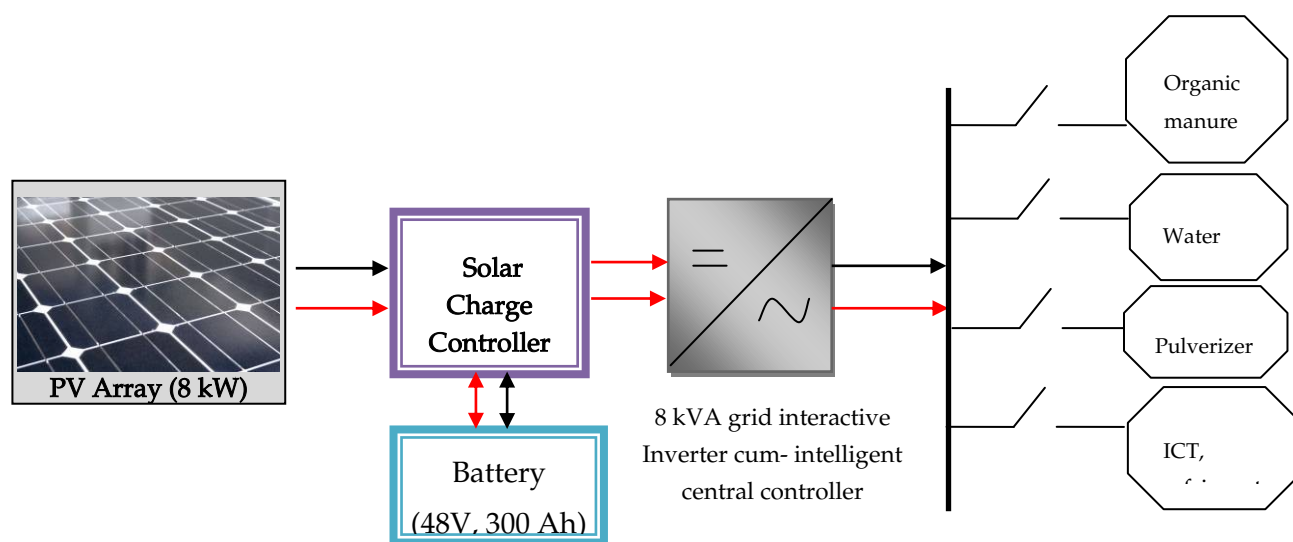 PV Array (8 kW)
Solar
Charge
Controller
Battery
(48V, 300 Ah)
8 kVA grid interactive
Inverter cum- intelligent
central controller
Organic
manure
Water
Pulverizer
ICT,